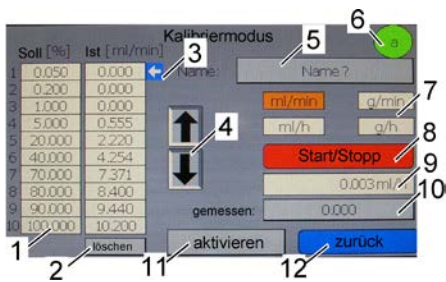 Kalibriermodus
6
a
Soll [%] Ist [ml/min]
3
Name:
5
Name ?
1 0.050 0.000
2 0.200 0.000
3 1.000 0.000
4 5.000 0.555
5 20.000 2.220
6 40.000 4.254
7 70.000 7.371
8 80.000 8.400
9 90.000 9.440
10 100.000 10.200
4
ml/min g/min
7
ml/h g/h
8
Start/Stopp
9
0.003 ml/h
10
gemessen: 0.000
1
2
löschen
11
aktivieren
12
zurück